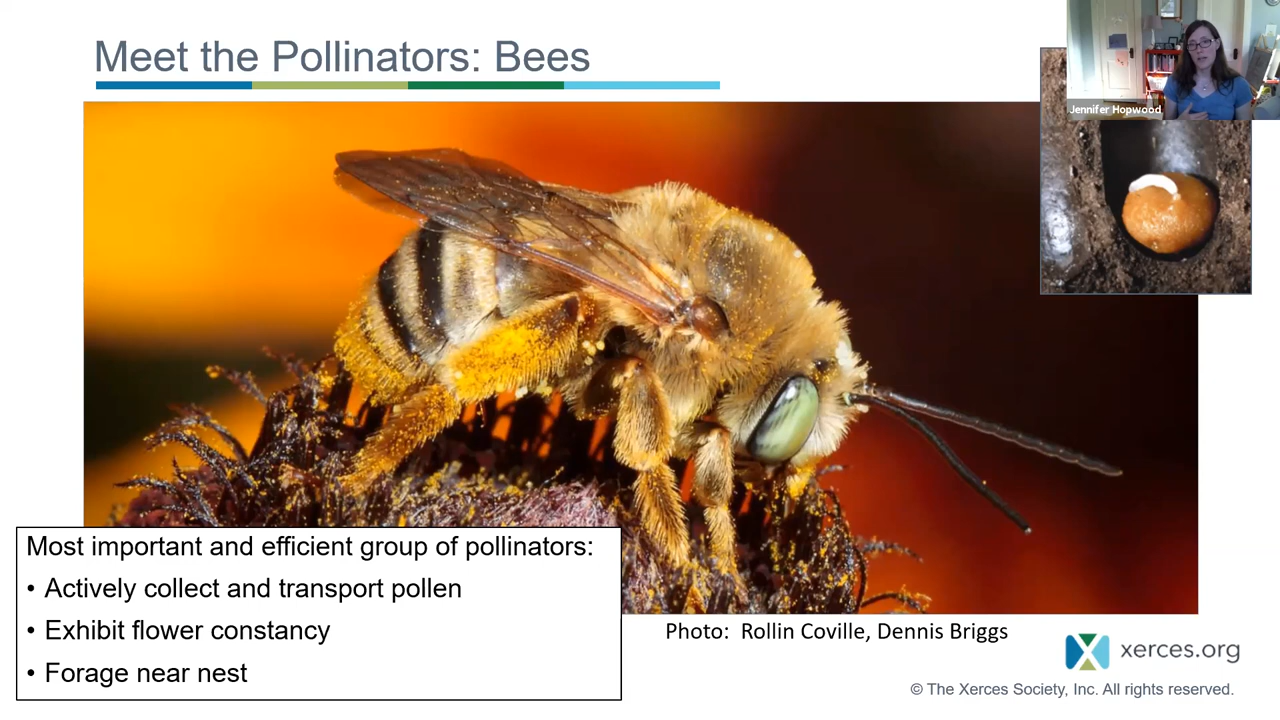 Meet the Pollinators: Bees
Jennifer Hopwood
Most important and efficient group of pollinators:
• Actively collect and transport pollen
• Exhibit flower constancy
• Forage near nest
Photo: Rollin Coville, Dennis Briggs
xerces.org
© The Xerces Society, Inc. All rights reserved.